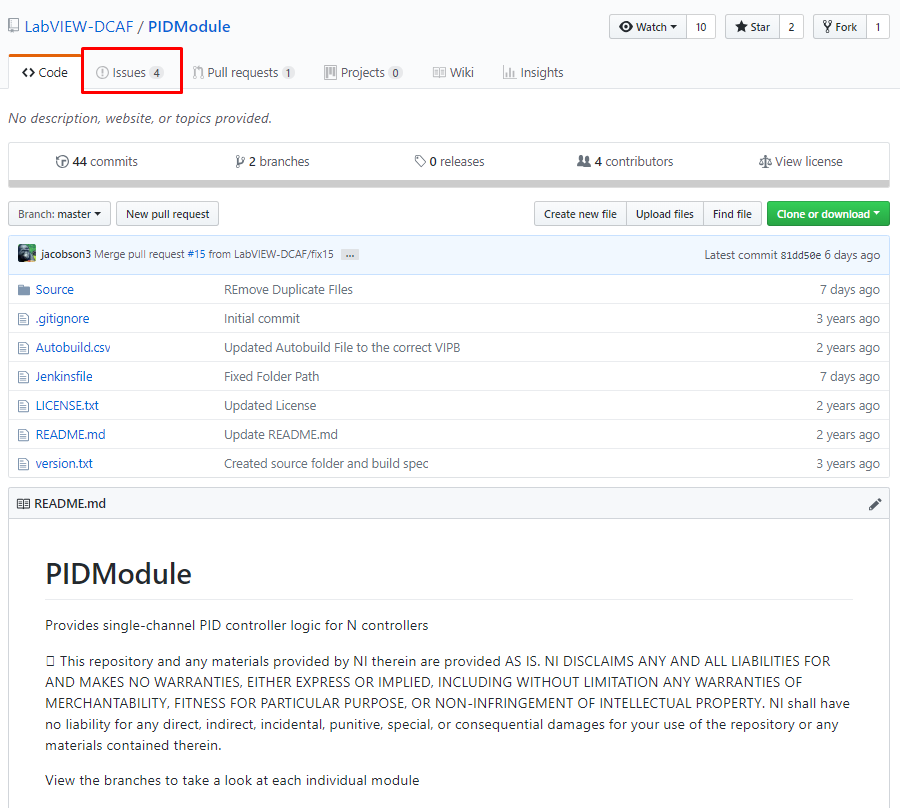 LabVIEW-DCAF / PIDModule
Watch 10 Star 2 Fork 1
Code Issues 4 Pull requests 1 Projects 0 Wiki Insights
No description, website, or topics provided.
44 commits 2 branches 0 releases 4 contributors View license
Branch: master New pull request Create new file Upload files Find file Clone or download
jacobson3 Merge pull request #15 from LabVIEW-DCAF/fix15 ... Latest commit 81dd50e 6 days ago
Source REmove Duplicate FIles 7 days ago
.gitignore Initial commit 3 years ago
Autobuild.csv Updated Autobuild File to the correct VIPB 2 years ago
Jenkinsfile Fixed Folder Path 7 days ago
LICENSE.txt Updated License 2 years ago
README.md Update README.md 2 years ago
version.txt Created source folder and build spec 3 years ago
README.md
PIDModule
Provides single-channel PID controller logic for N controllers
This repository and any materials provided by NI therein are provided AS IS. NI DISCLAIMS ANY AND ALL LIABILITIES FOR
AND MAKES NO WARRANTIES, EITHER EXPRESS OR IMPLIED, INCLUDING WITHOUT LIMITATION ANY WARRANTIES OF
MERCHANTABILITY, FITNESS FOR PARTICULAR PURPOSE, OR NON-INFRINGEMENT OF INTELLECTUAL PROPERTY. NI shall have
no liability for any direct, indirect, incidental, punitive, special, or consequential damages for your use of the repository or any
materials contained therein.
View the branches to take a look at each individual module